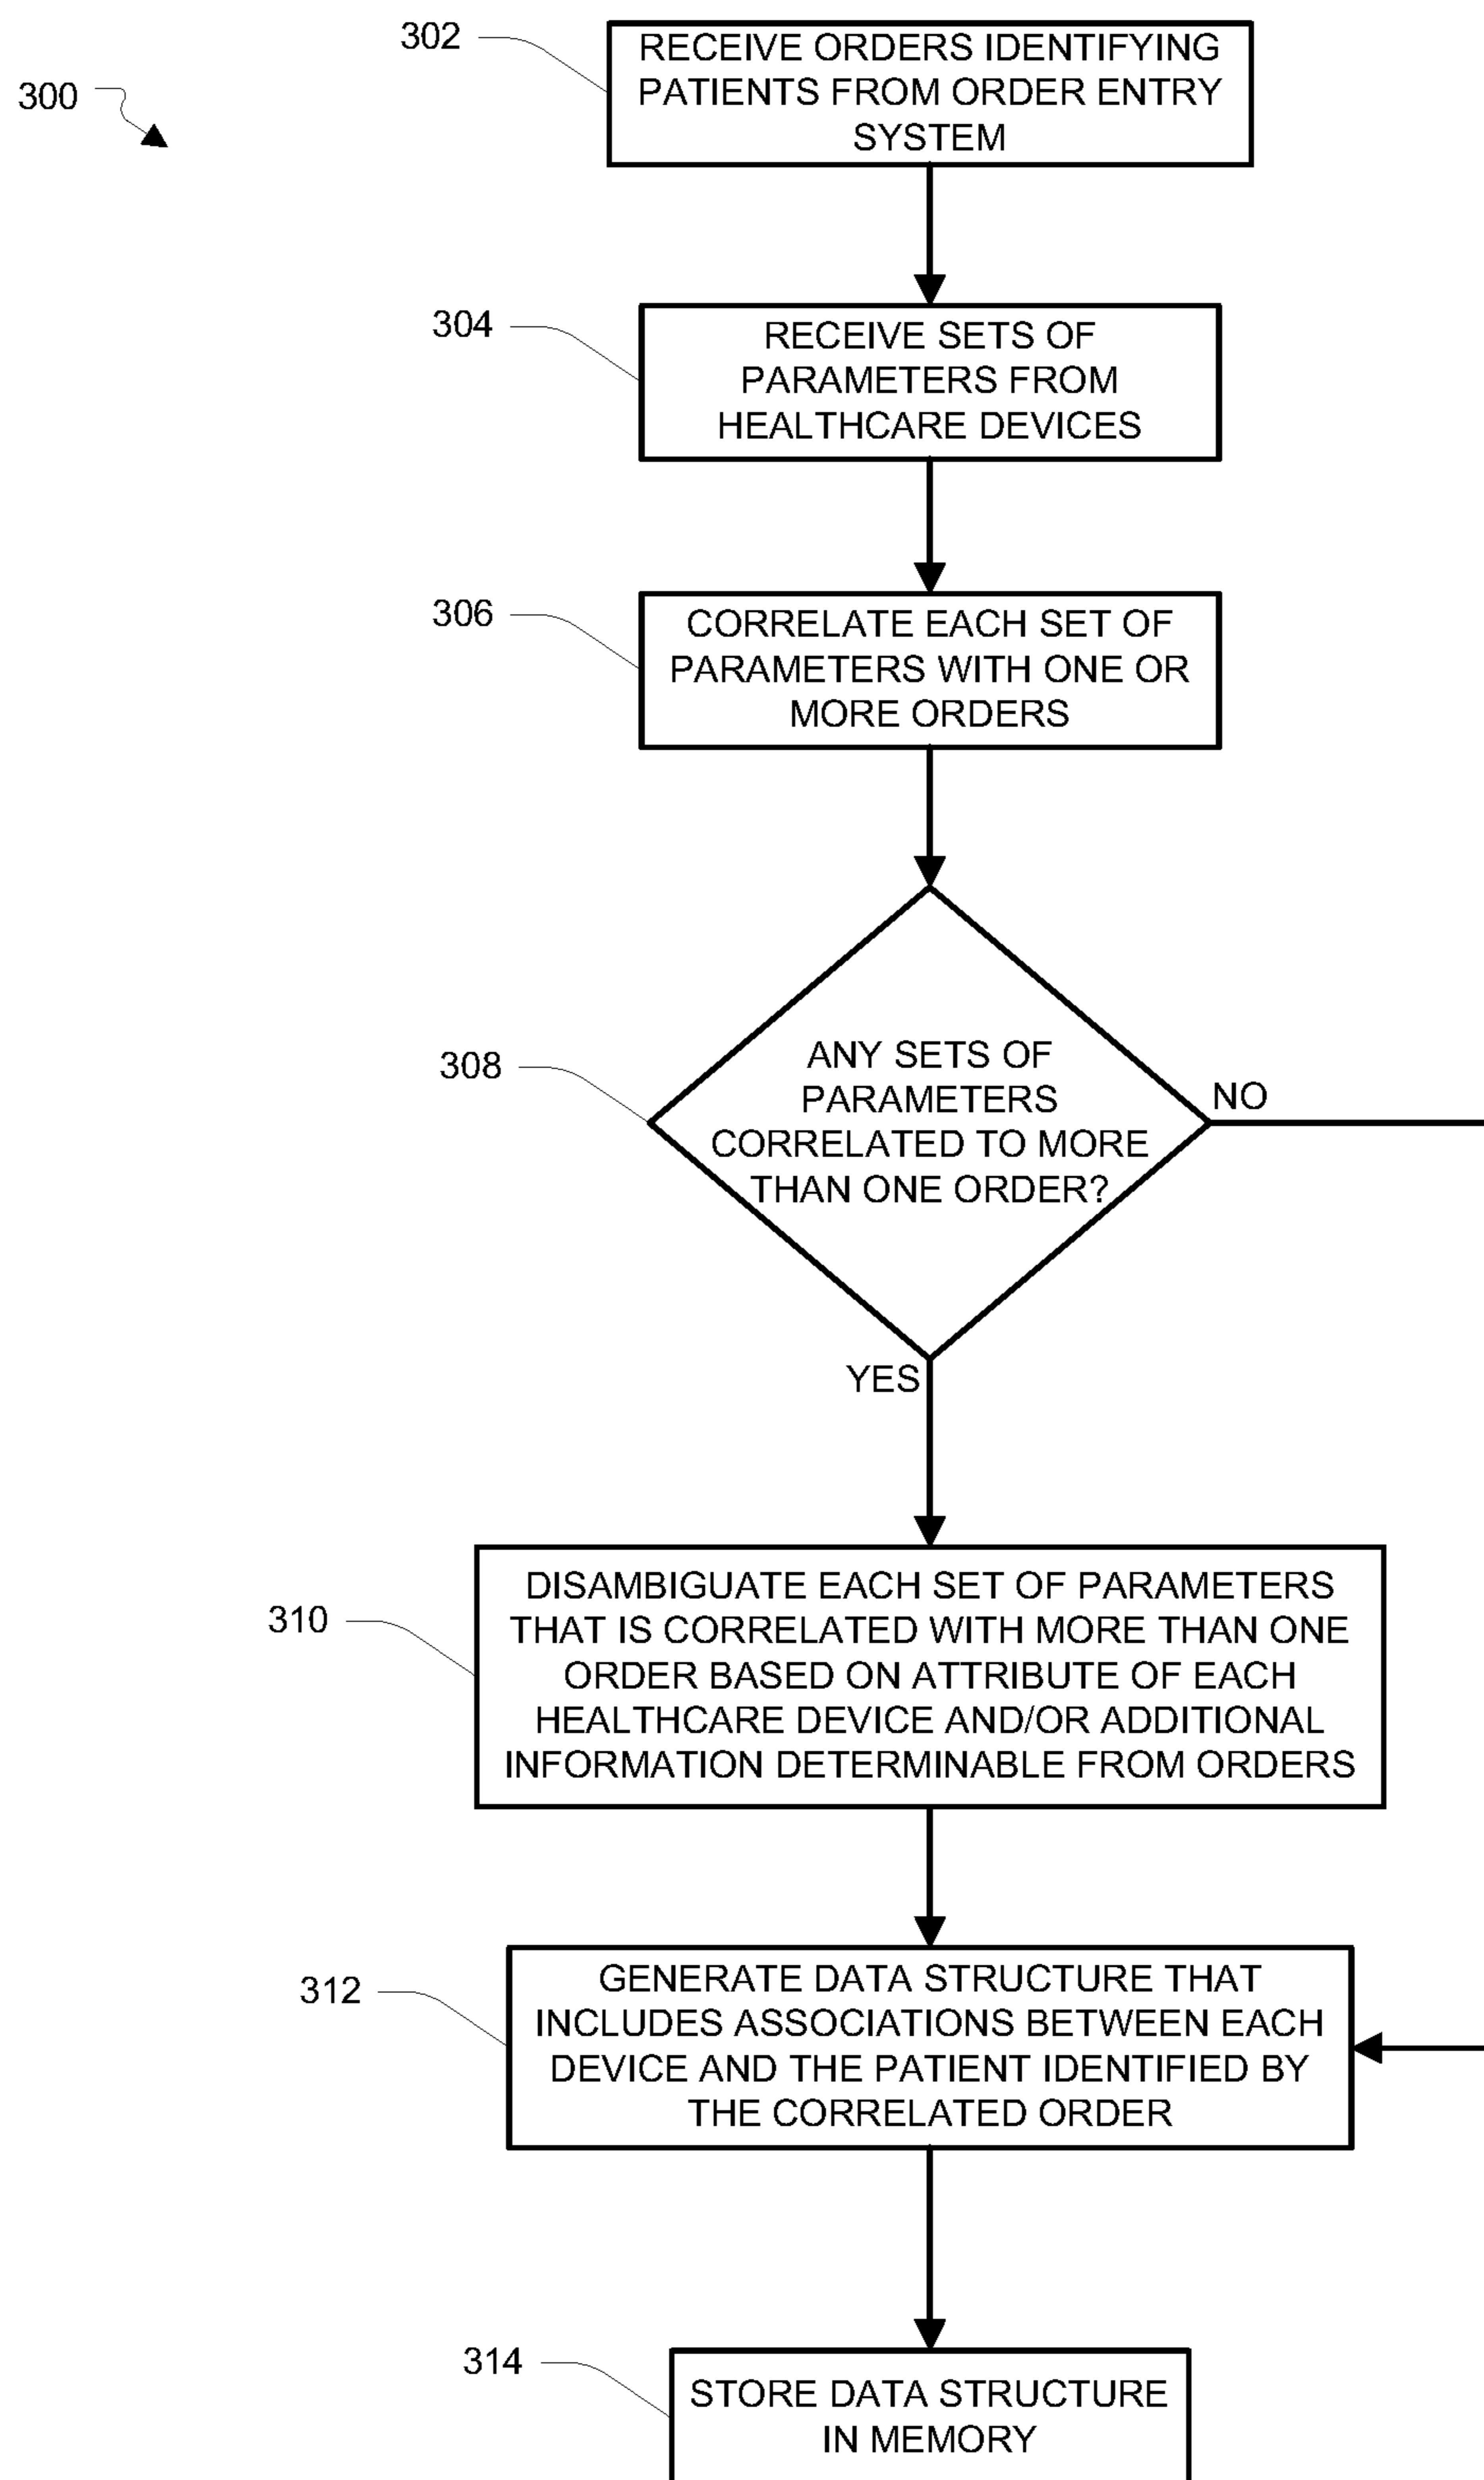 302
RECEIVE ORDERS IDENTIFYING
PATIENTS FROM ORDER ENTRY
SYSTEM
300
304
RECEIVE SETS OF
PARAMETERS FROM
HEALTHCARE DEVICES
306
CORRELATE EACH SET OF
PARAMETERS WITH ONE OR
MORE ORDERS
308
ANY SETS OF
PARAMETERS
CORRELATED TO MORE
THAN ONE ORDER?
NO
YES
310
DISAMBIGUATE EACH SET OF PARAMETERS
THAT IS CORRELATED WITH MORE THAN ONE
ORDER BASED ON ATTRIBUTE OF EACH
HEALTHCARE DEVICE AND/OR ADDITIONAL
INFORMATION DETERMINABLE FROM ORDERS
312
GENERATE DATA STRUCTURE THAT
INCLUDES ASSOCIATIONS BETWEEN EACH
DEVICE AND THE PATIENT IDENTIFIED BY
THE CORRELATED ORDER
314
STORE DATA STRUCTURE
IN MEMORY